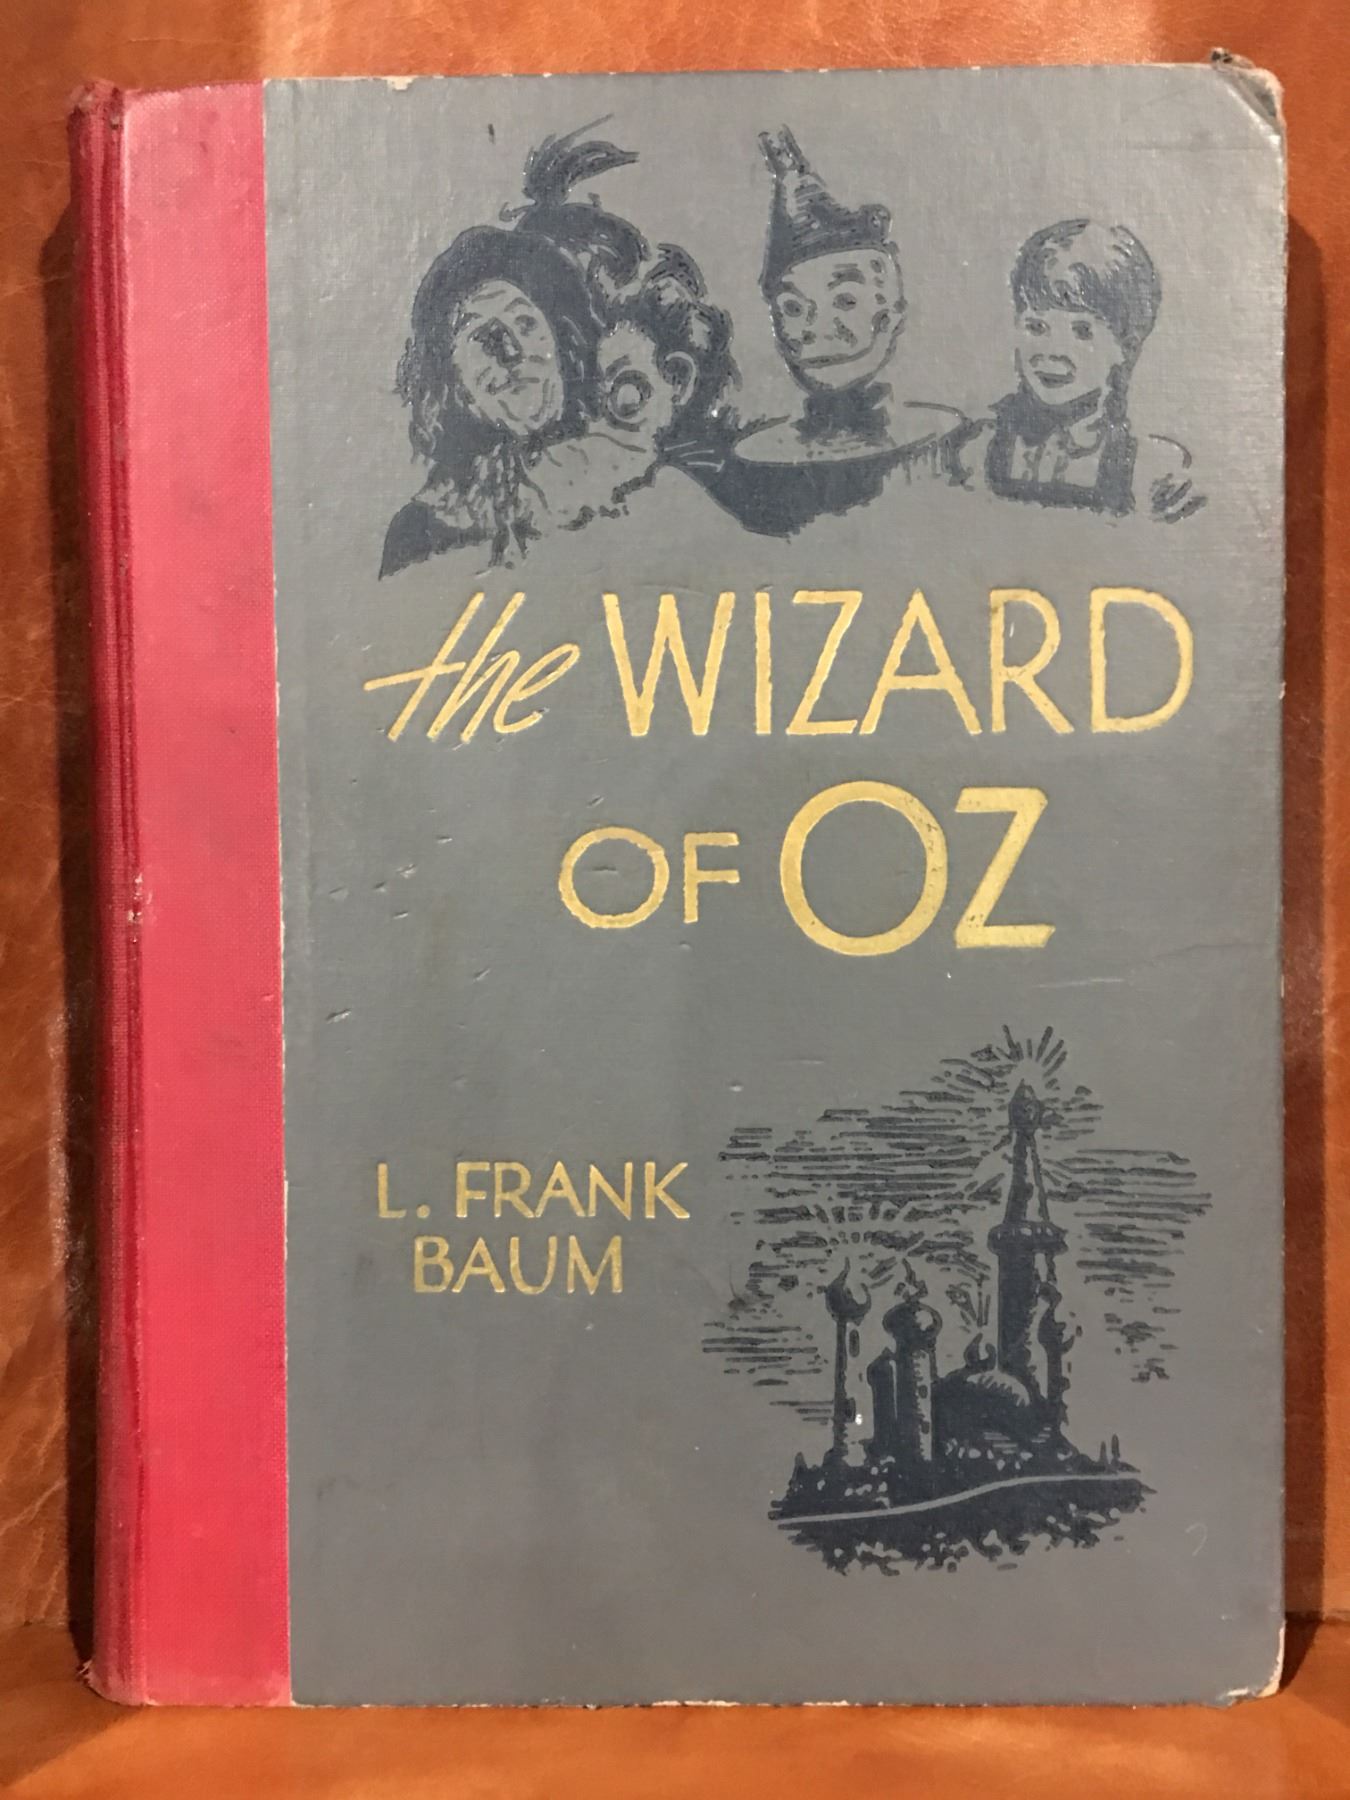 the WIZARD
OF OZ
L. FRANK
BAUM